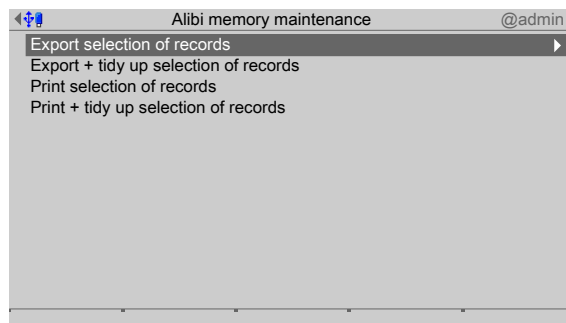 Alibi memory maintenance @admin
Export selection of records
Export + tidy up selection of records
Print selection of records
Print + tidy up selection of records